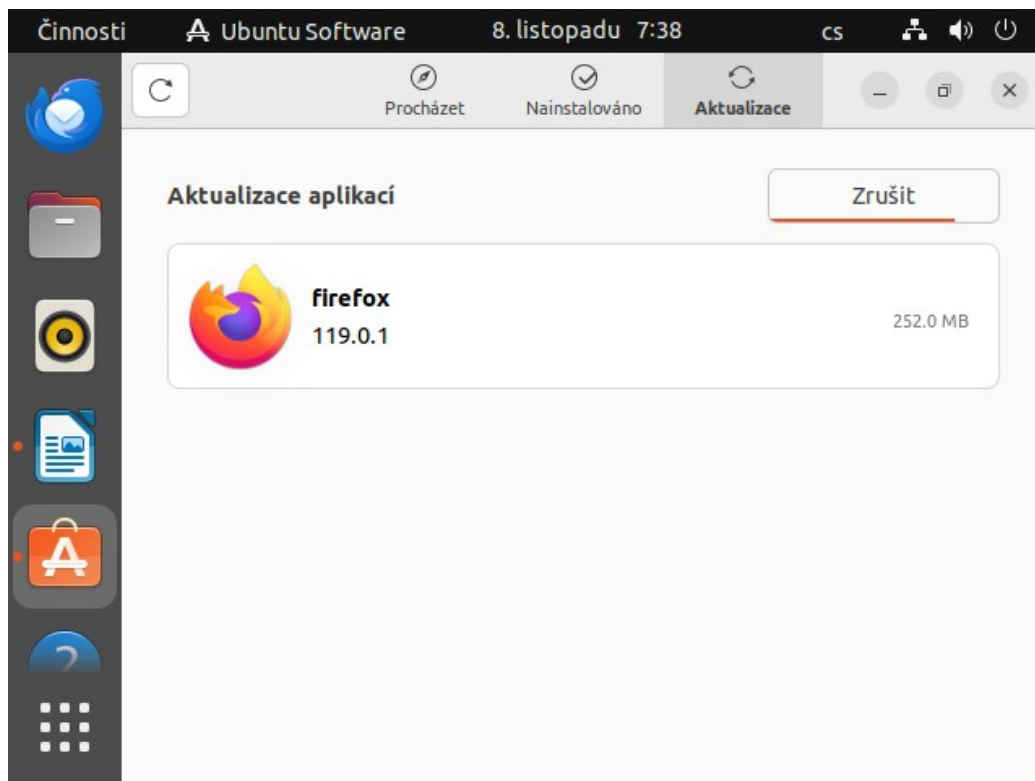 Činnosti Ubuntu Software 8. listopadu 7:38 cs
Procházet Nainstalováno Aktualizace
Aktualizace aplikací Zrušit
firefox
119.0.1
252.0 MB
?